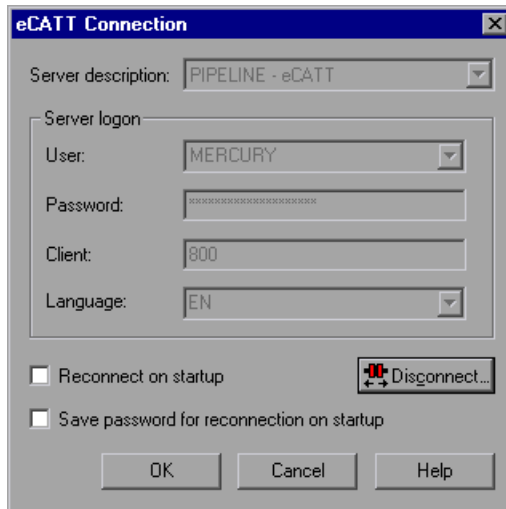 eCATT Connection
Server description: PIPELINE - eCATT
Server logon
User: MERCURY
Password: ********************
Client: 800
Language: EN
Reconnect on startup Disconnect...
Save password for reconnection on startup
OK Cancel Help